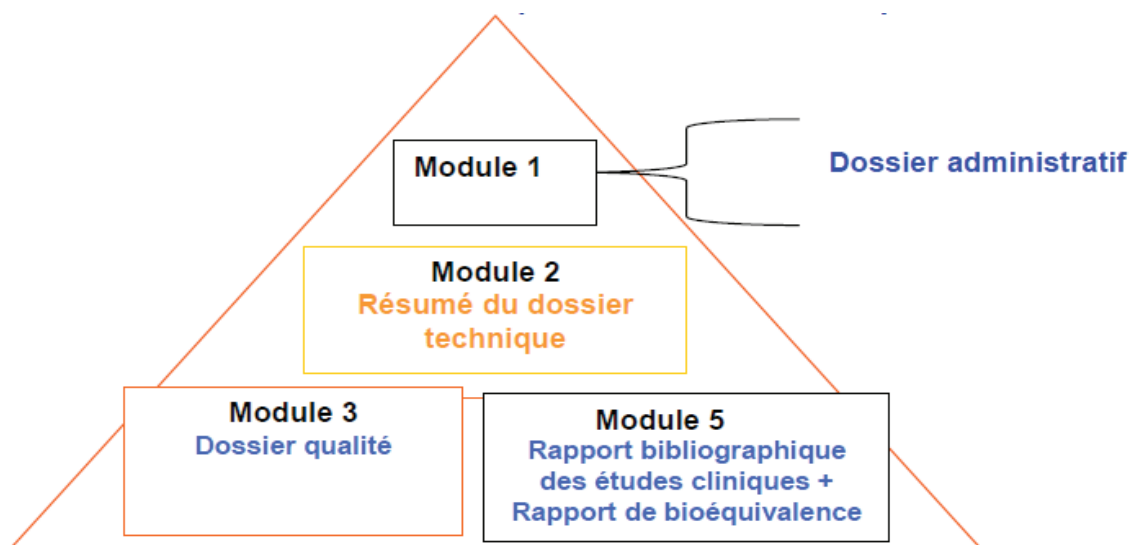 Module 1
Dossier administratif
Module 2
Résumé du dossier
technique
Module 3
Dossier qualité
Module 5
Rapport bibliographique
des études cliniques +
Rapport de bioéquivalence